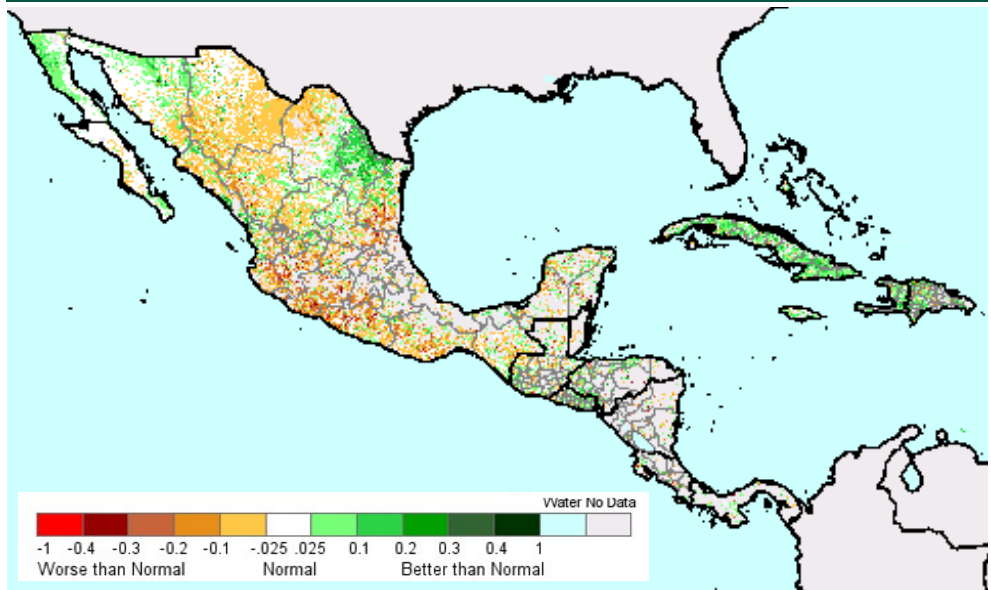 Water No Data
-1 -0.4 -0.3 -0.2 -0.1 -.025 .025 0.1 0.2 0.3 0.4 1
Worse than Normal Normal Better than Normal